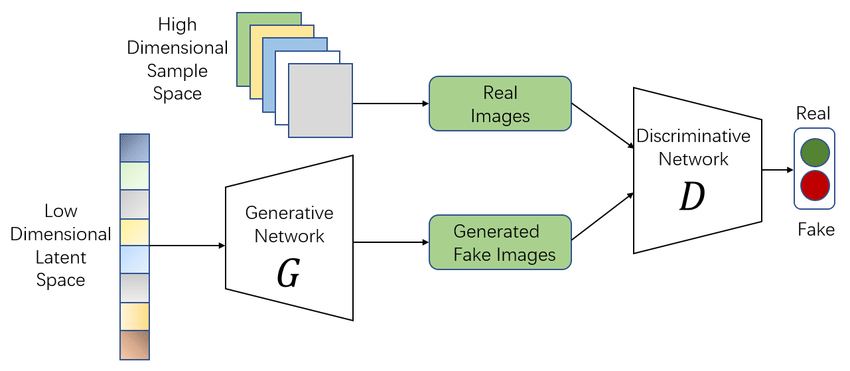 High
Dimensional
Sample
Space
Real
Images
Low
Dimensional
Latent
Space
Generative
Network
G
Generated
Fake Images
Discriminative
Network
D
Real
Fake